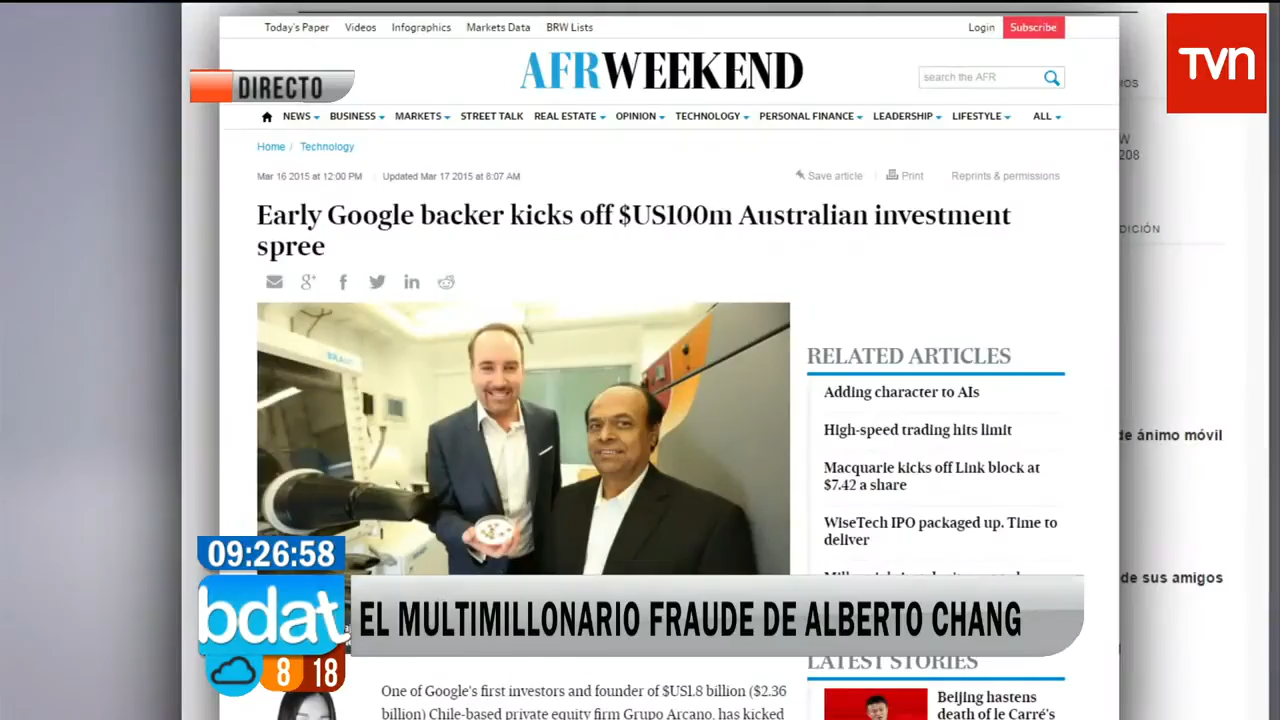 Today's Paper Videos Infographics Markets Data BRW Lists Login Subscribe
AFRWEEKEND
search the AFR
DIRECTO
TVN
NEWS BUSINESS MARKETS STREET TALK REAL ESTATE OPINION TECHNOLOGY PERSONAL FINANCE LEADERSHIP LIFESTYLE ALL
Home / Technology
Mar 16 2015 at 12:00 PM Updated Mar 17 2015 at 8:07 AM
Save article Print Reprints & permissions
Early Google backer kicks off $US100m Australian investment
spree
RELATED ARTICLES
Adding character to AIs
High-speed trading hits limit
Macquarie kicks off Link block at
$7.42 a share
WiseTech IPO packaged up. Time to
deliver
208
de ánimo móvil
de sus amigos
09:26:58
bdat
EL MULTIMILLONARIO FRAUDE DE ALBERTO CHANG
8 18
LATEST STORIES
One of Google's first investors and founder of $US1.8 billion ($2.36
billion) Chile-based private equity firm Grupo Arcano, has kicked
Beijing hastens
death of le Carré's